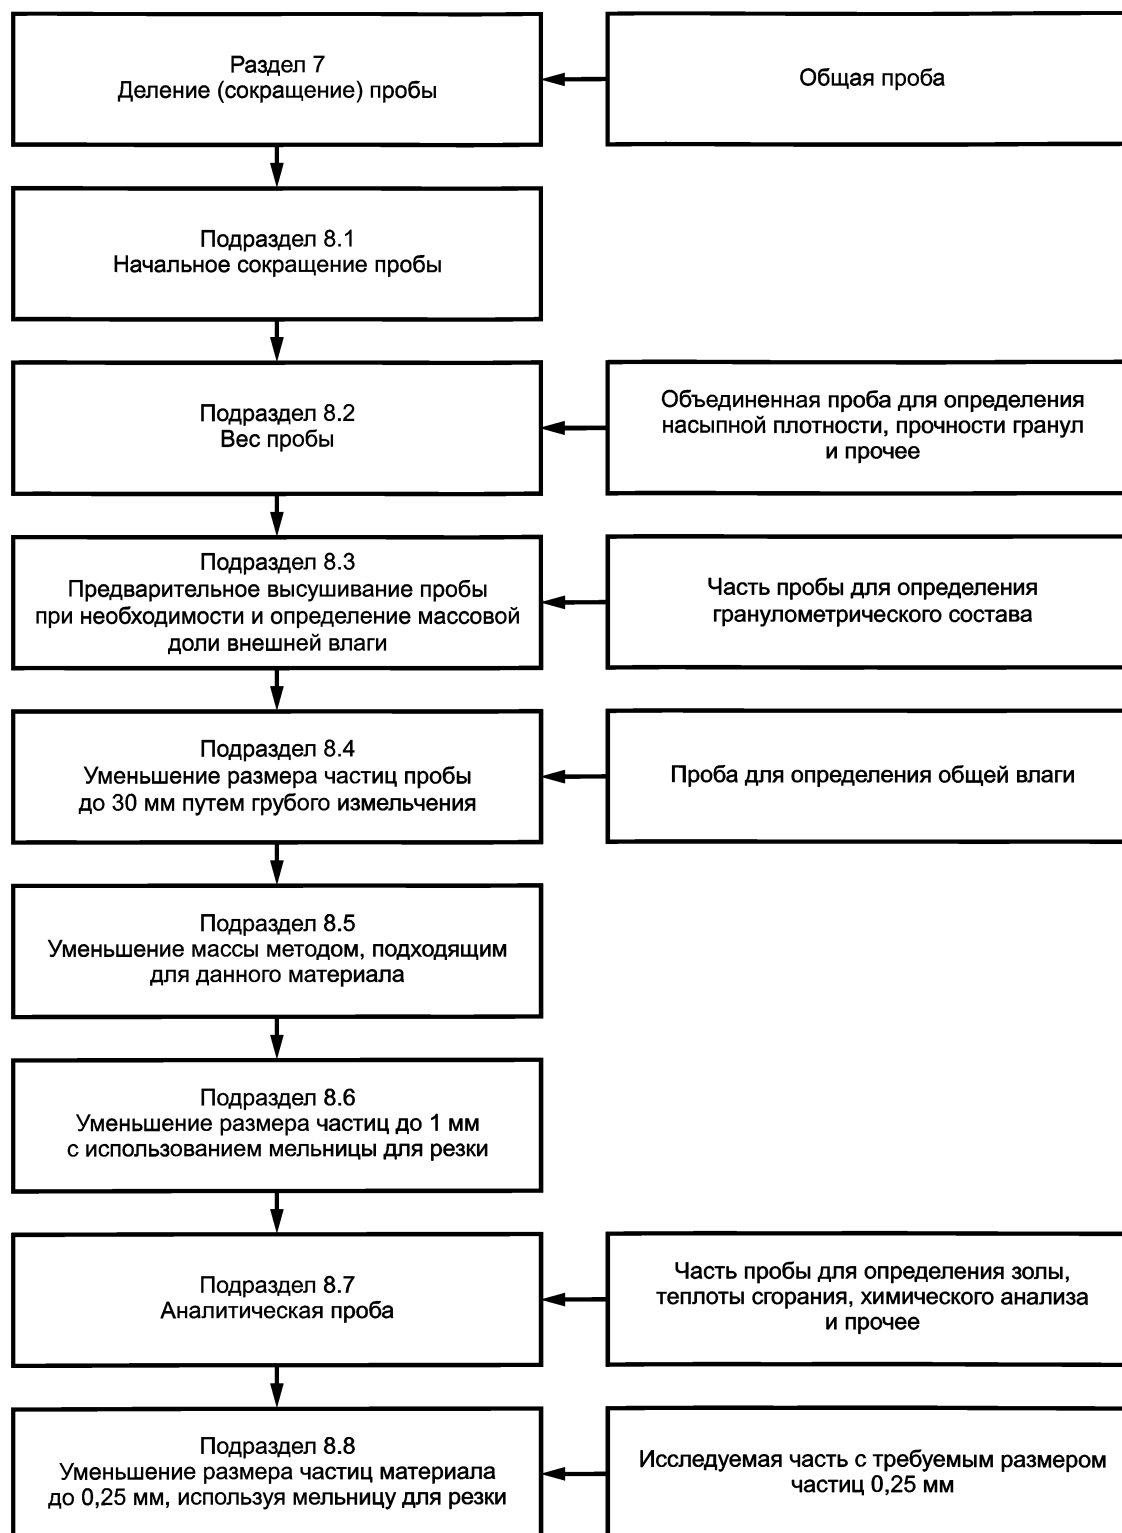 Раздел 7
Деление (сокращение) пробы
Общая проба
Подраздел 8.1
Начальное сокращение пробы
Подраздел 8.2
Вес пробы
Объединенная проба для определения
насыпной плотности, прочности гранул
и прочее
Подраздел 8.3
Предварительное высушивание пробы
при необходимости и определение массовой
доли внешней влаги
Часть пробы для определения
гранулометрического состава
Подраздел 8.4
Уменьшение размера частиц пробы
до 30 мм путем грубого измельчения
Проба для определения общей влаги
Подраздел 8.5
Уменьшение массы методом, подходящим
для данного материала
Подраздел 8.6
Уменьшение размера частиц до 1 мм
с использованием мельницы для резки
Подраздел 8.7
Аналитическая проба
Часть пробы для определения золы,
теплоты сгорания, химического анализа
и прочее
Подраздел 8.8
Уменьшение размера частиц материала
до 0,25 мм, используя мельницу для резки
Исследуемая часть с требуемым размером
частиц 0,25 мм